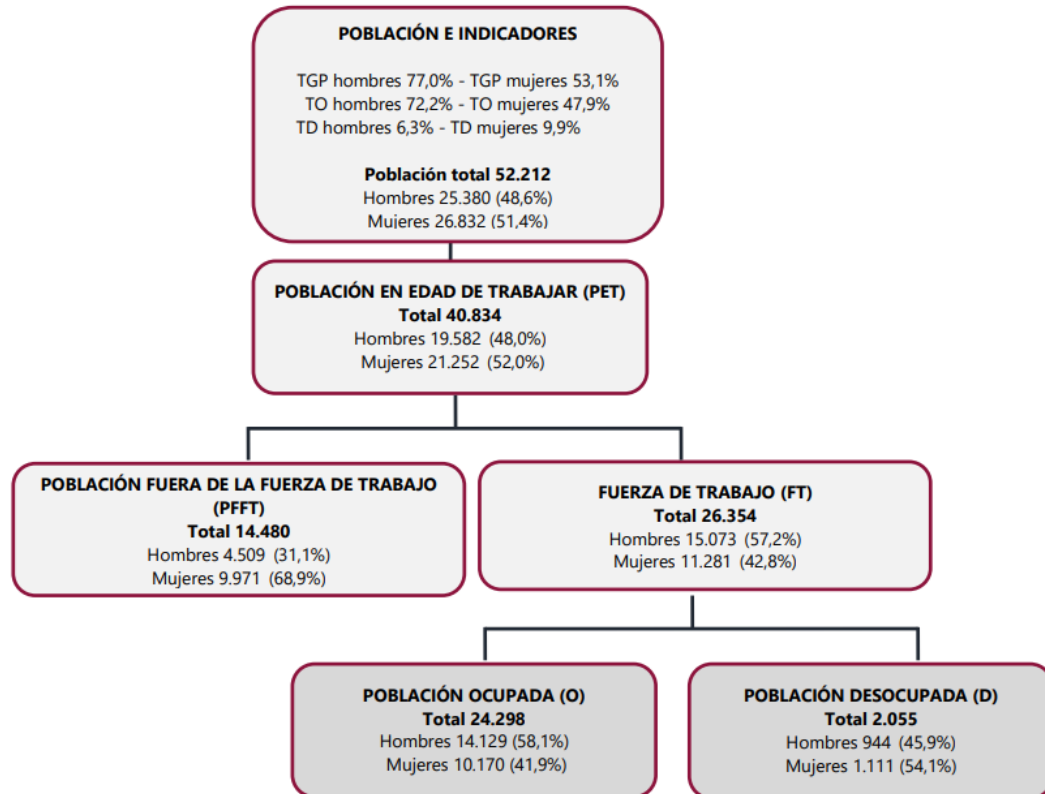 POBLACIÓN E INDICADORES
TGP hombres 77,0% - TGP mujeres 53,1%
TO hombres 72,2% - TO mujeres 47,9%
TD hombres 6,3% - TD mujeres 9,9%
Población total 52.212
Hombres 25.380 (48,6%)
Mujeres 26.832 (51,4%)
POBLACIÓN EN EDAD DE TRABAJAR (PET)
Total 40.834
Hombres 19.582 (48,0%)
Mujeres 21.252 (52,0%)
POBLACIÓN FUERA DE LA FUERZA DE TRABAJO
(PFFT)
Total 14.480
Hombres 4.509 (31,1%)
Mujeres 9.971 (68,9%)
FUERZA DE TRABAJO (FT)
Total 26.354
Hombres 15.073 (57,2%)
Mujeres 11.281 (42,8%)
POBLACIÓN OCUPADA (O)
Total 24.298
Hombres 14.129 (58,1%)
Mujeres 10.170 (41,9%)
POBLACIÓN DESOCUPADA (D)
Total 2.055
Hombres 944 (45,9%)
Mujeres 1.111 (54,1%)